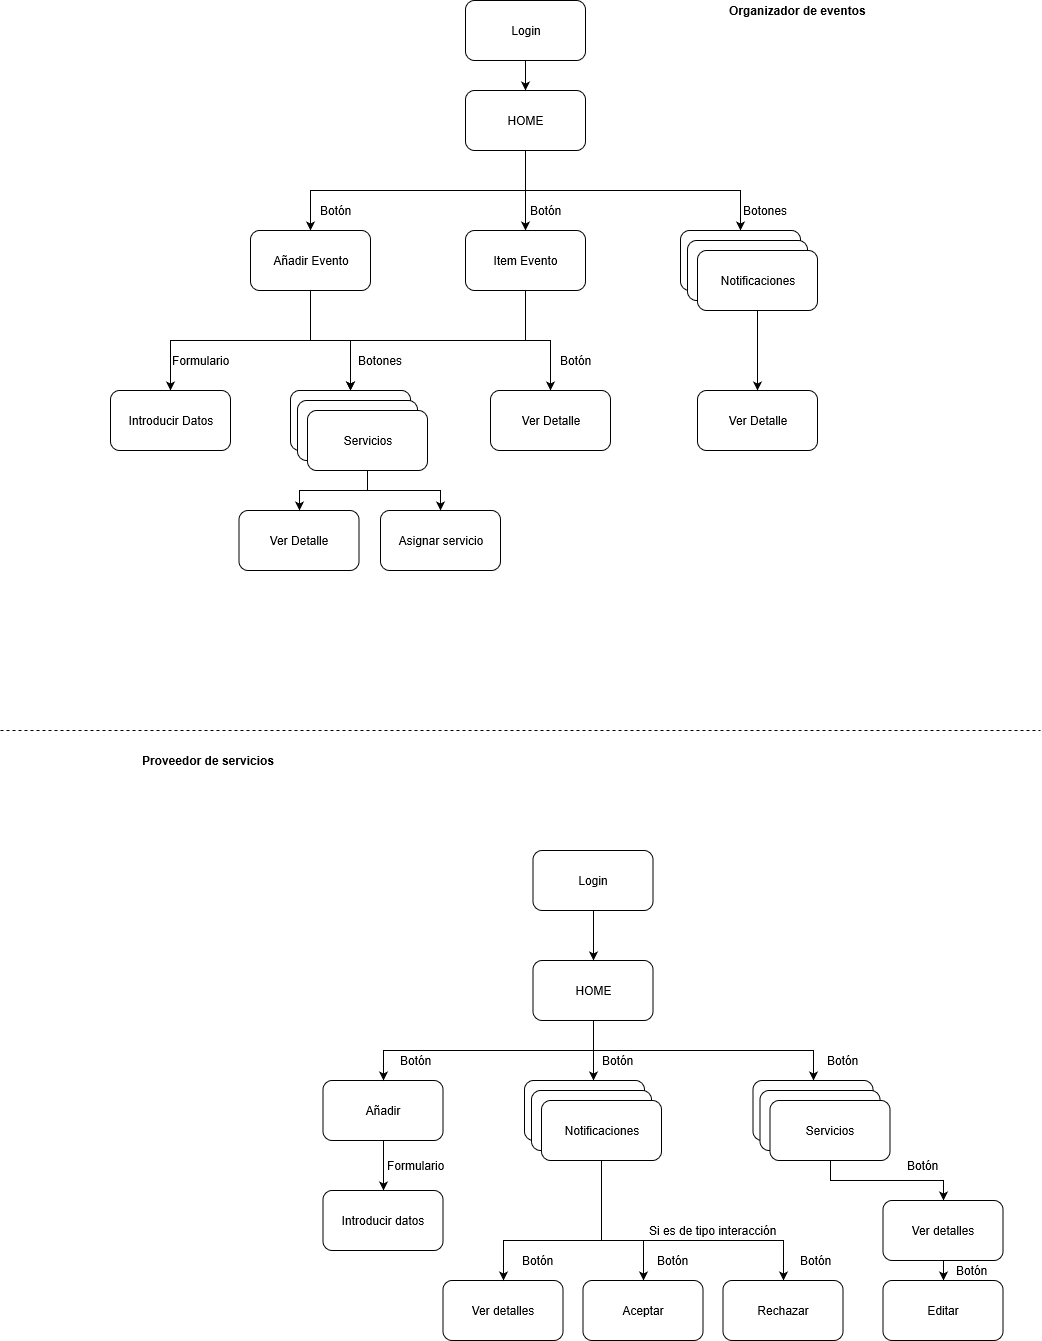 Organizador de eventos
Login
HOME
Botón
Botón
Botones
Añadir Evento
Item Evento
Notificaciones
Formulario
Botones
Botón
Introducir Datos
Servicios
Ver Detalle
Ver Detalle
Ver Detalle
Asignar servicio
Proveedor de servicios
Login
HOME
Botón
Botón
Botón
Añadir
Notificaciones
Servicios
Formulario
Botón
Introducir datos
Si es de tipo interacción
Ver detalles
Botón
Botón
Botón
Botón
Ver detalles
Aceptar
Rechazar
Editar